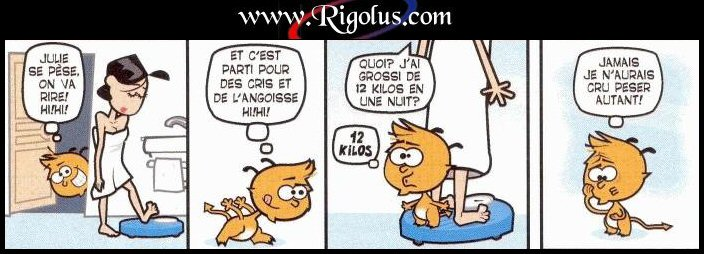 www.Rigolus.com
JULIE
SE PÈSE,
ON VA
RIRE!
HI!HI!
ET C'EST
PARTI POUR
DES CRIS ET
DE L'ANGOISSE
HI!HI!
QUOI? J'AI
GROSSI DE
12 KILOS EN
UNE NUIT?
12
KILOS
JAMAIS
JE N'AURAIS
CRU PESER
AUTANT!